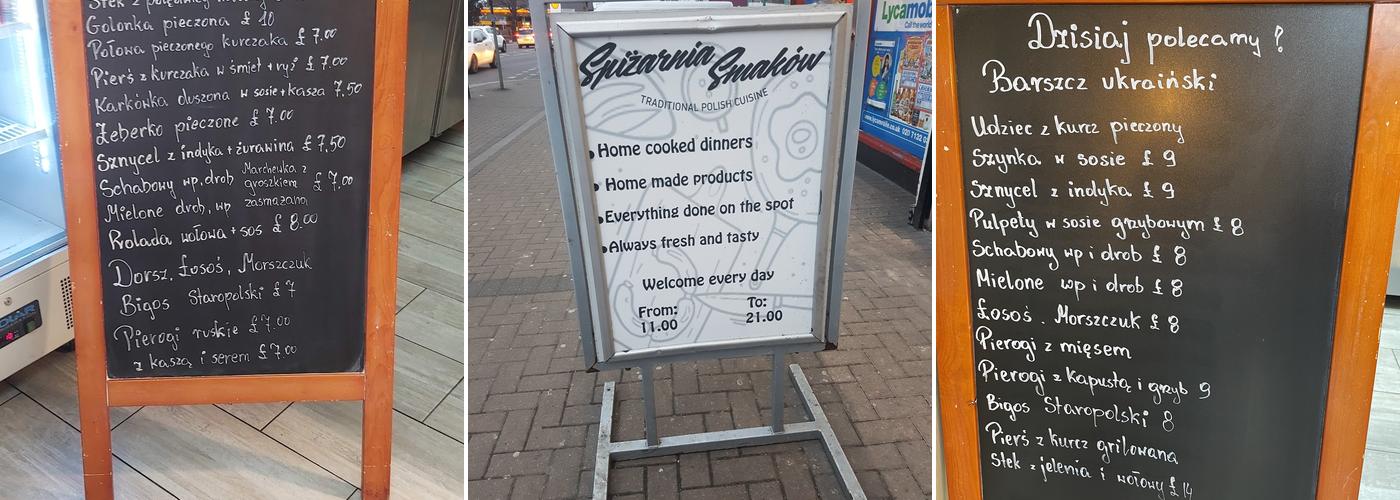 Stek z
Golonka pieczona £ 10
Potowa pieczonego kurczaka £ 7.00
Pierś z kurczaka w śmiet + ryż £ 7.00
Karkówka duszona w sosie + kasza 7,50
Żeberko pieczone £ 7.00
Sznycel z indyka + żurawina £ 7,50
Schabowy wp, drob Marchewka z
groszkiem £ 7.00
Mielone drob, wp zasmażana
Rolada wołowa + sos £ 8.00
Dorsz, Łosoś, Morszczuk
Bigos Staropolski £ 7
Pierogi ruskie £ 7.00
z kaszą i serem £ 7.00
Spiżarnia Smaków
TRADITIONAL POLISH CUISINE
Home cooked dinners
Home made products
Everything done on the spot
Always fresh and tasty
Welcome every day
From: To:
11.00 21.00
Lycamob
Call the world
Dzisiaj polecamy !
Barszcz ukraiński
Udziec z kurcz pieczony
Szynka w sosie £ 9
Sznycel z indyka £ 9
Pulpety w sosie grzybowym £ 8
Schabowy wp i drob £ 8
Mielone wp i drob £ 8
Łosoś . Morszczuk £ 8
Pierogi z mięsem
Pierogi z kapustą i grzyb 9
Bigos Staropolski 8
Pierś z kurcz grilowana
Stek z jelenia i wołowy £ 14